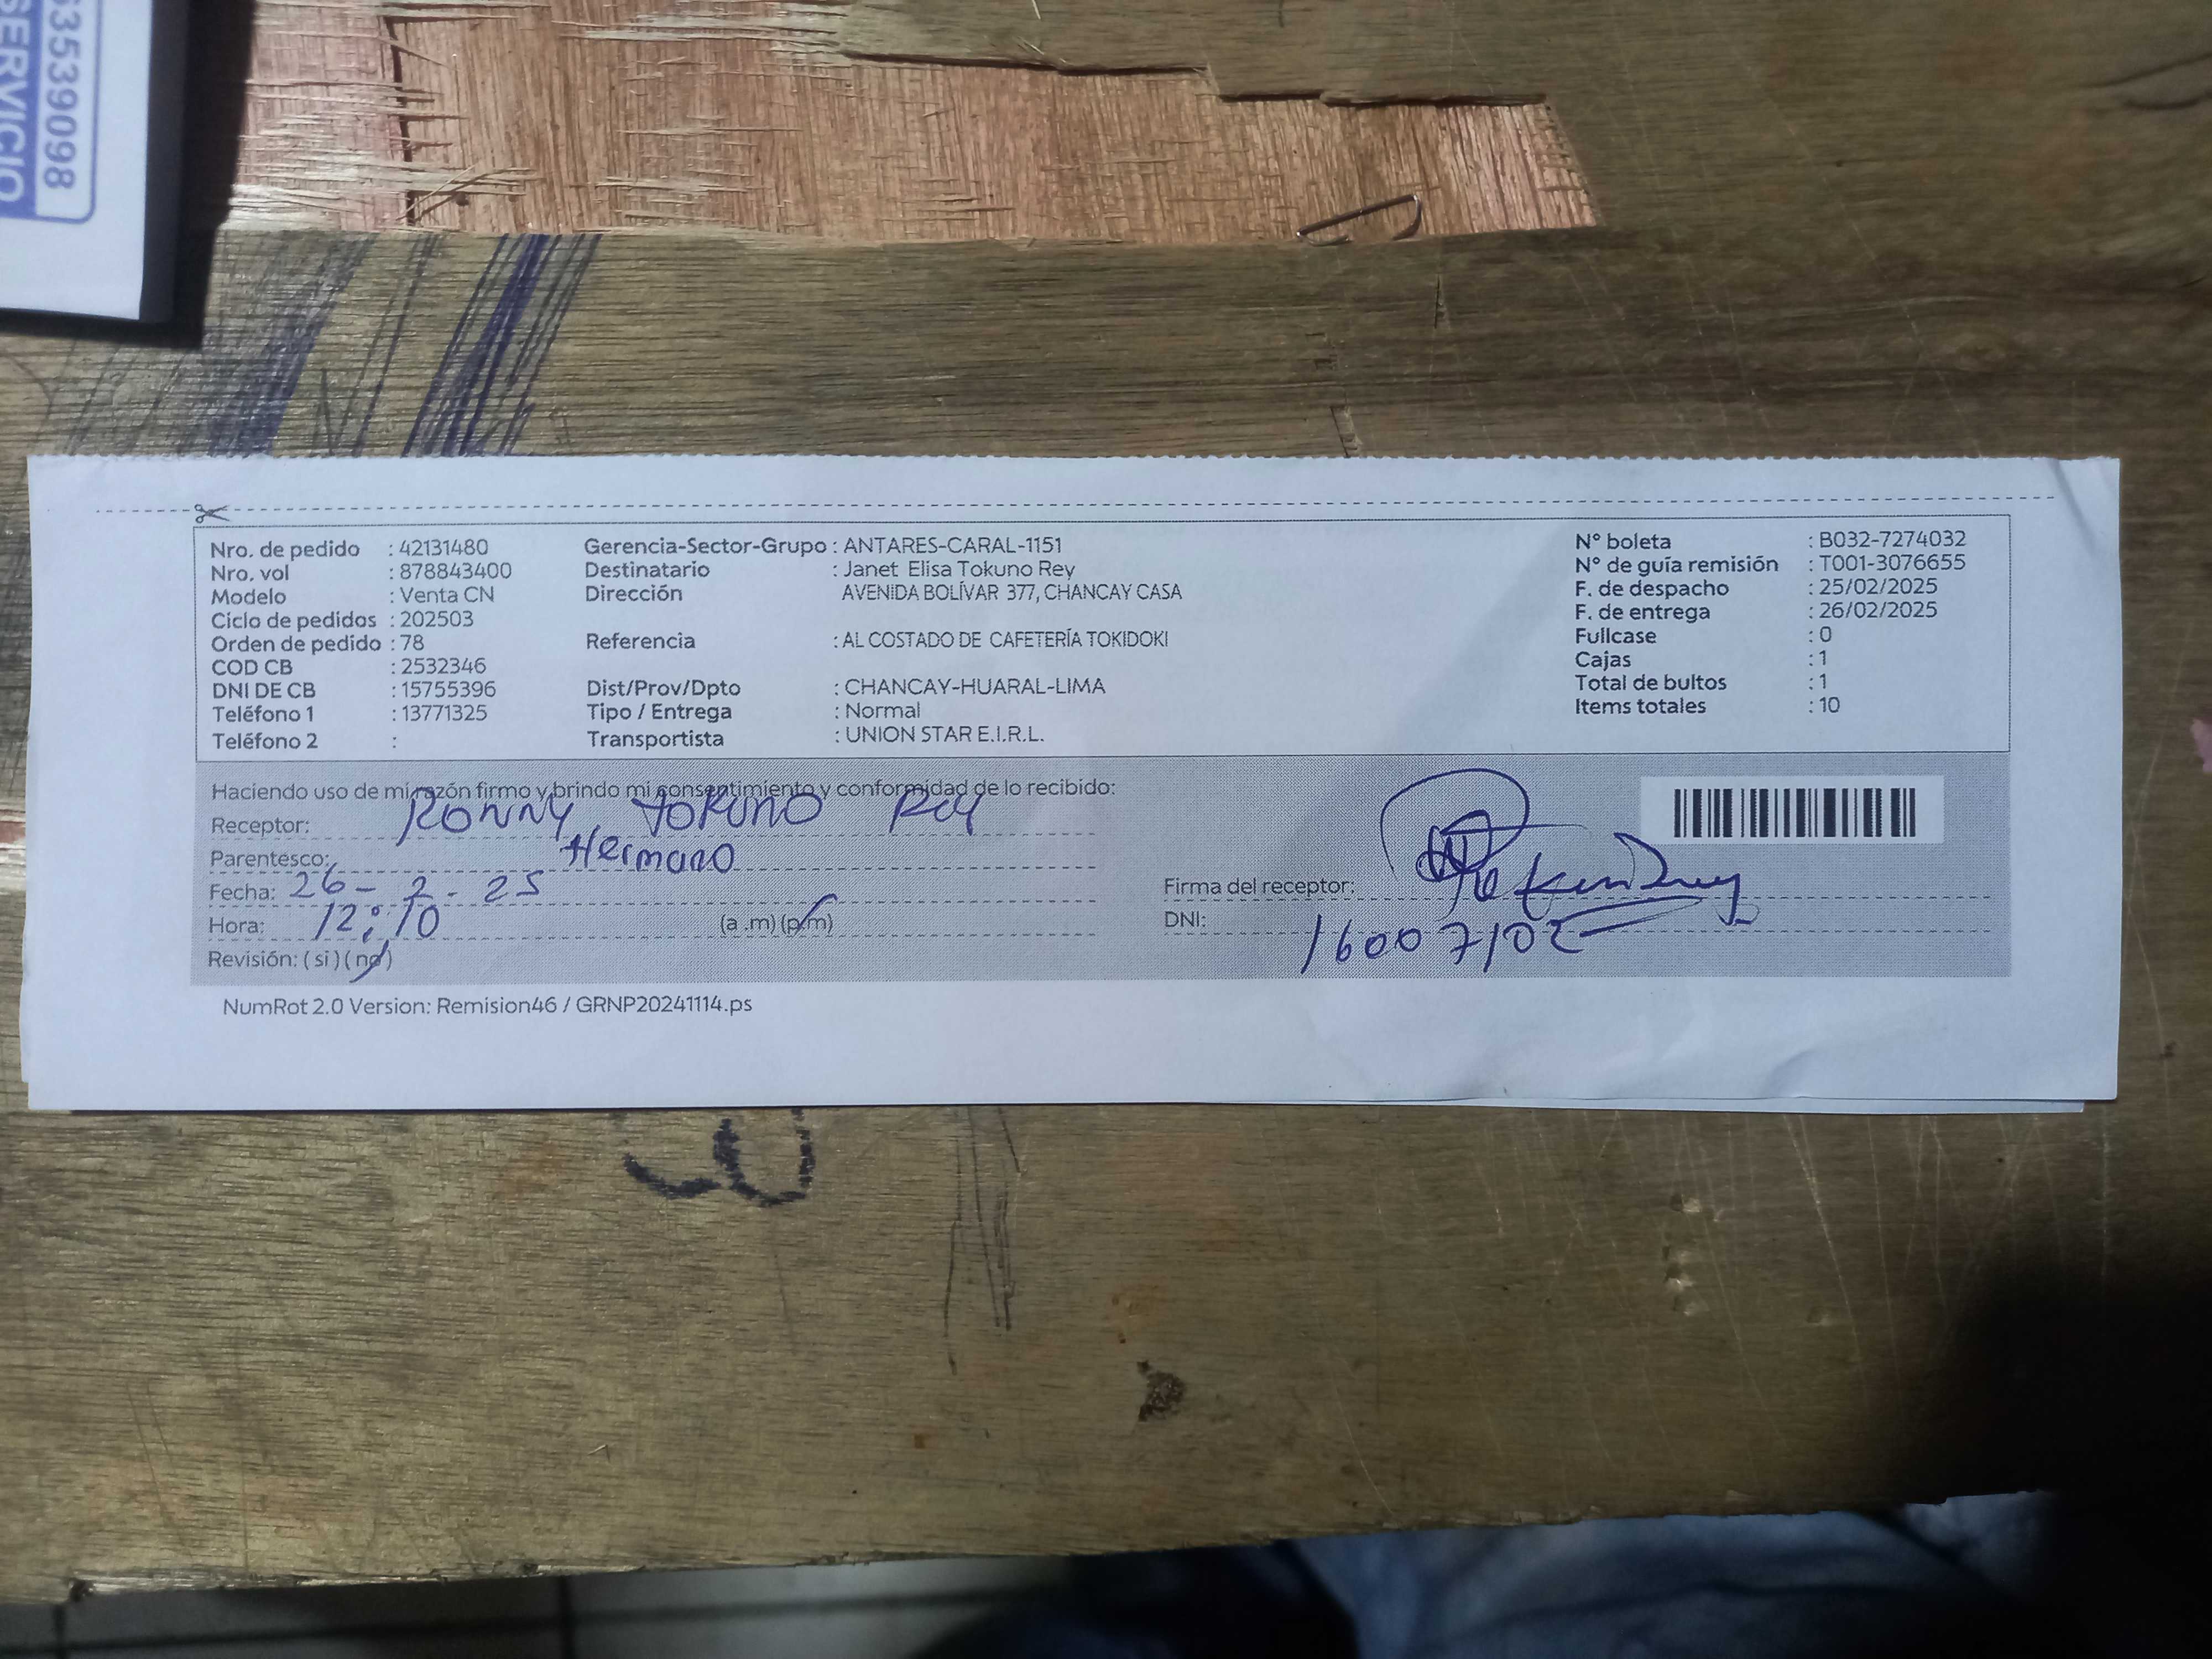 35390098
SERVICIO
Nro. de pedido : 42131480 Gerencia-Sector-Grupo : ANTARES-CARAL-1151 N° boleta : B032-7274032
Nro. vol : 878843400 Destinatario : Janet Elisa Tokuno Rey N° de guía remisión : T001-3076655
Modelo : Venta CN Dirección AVENIDA BOLÍVAR 377, CHANCAY CASA F. de despacho : 25/02/2025
Ciclo de pedidos : 202503 F. de entrega : 26/02/2025
Orden de pedido : 78 Referencia : AL COSTADO DE CAFETERÍA TOKIDOKI Fullcase : 0
COD CB : 2532346 Cajas : 1
DNI DE CB : 15755396 Dist/Prov/Dpto : CHANCAY-HUARAL-LIMA Total de bultos : 1
Teléfono 1 : 13771325 Tipo / Entrega : Normal Items totales : 10
Teléfono 2 : Transportista : UNION STAR E.I.R.L.
Haciendo uso de mi razón firmo y brindo mi consentimiento y conformidad de lo recibido:
Receptor: RONNY TOKUNO Rey
Parentesco: Hermano
Fecha: 26-2-25 Firma del receptor:
Hora: 12:10 (a .m) (p.m) DNI: 16007102
Revisión: ( si ) ( no )
NumRot 2.0 Version: Remision46 / GRNP20241114.ps